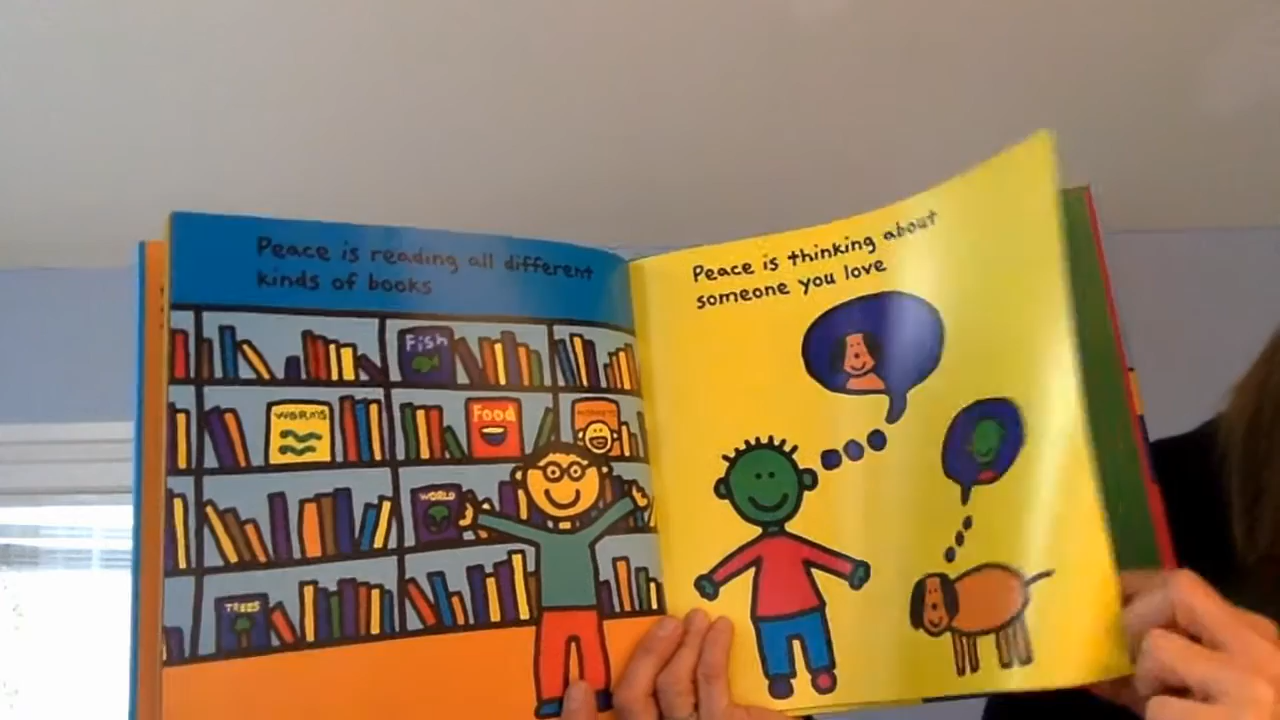 Peace is reading all different
kinds of books
Fish
WORMS
Food
WORLD
TREES
Peace is thinking about
someone you love